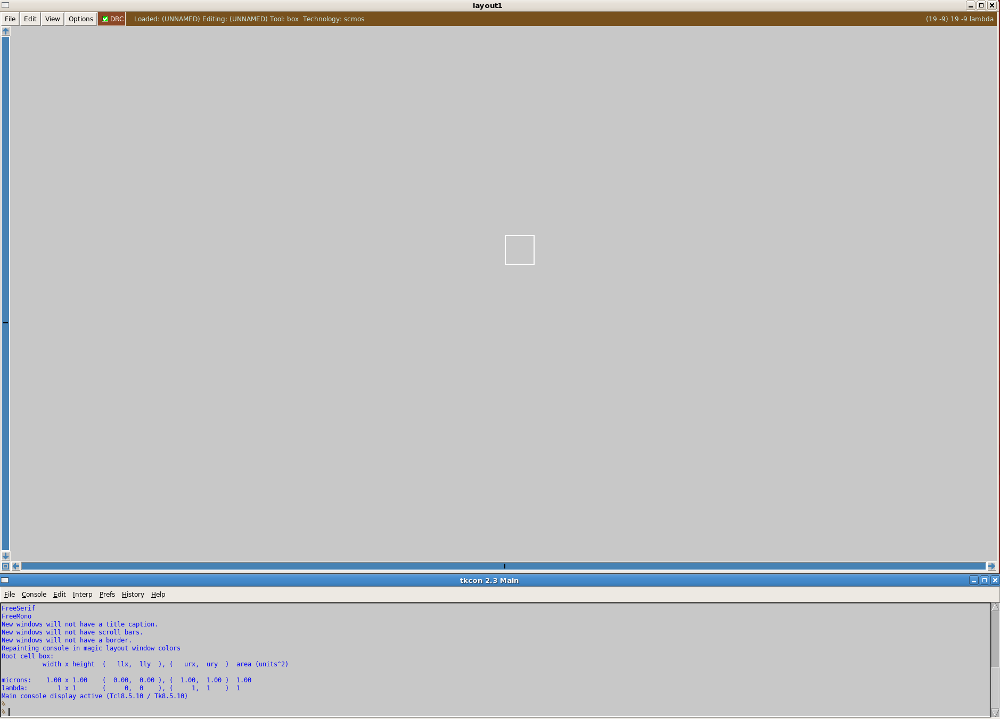 layout1
File Edit View Options DRC Loaded: (UNNAMED) Editing: (UNNAMED) Tool: box  Technology: scmos (19 -9) 19 -9 lambda
tkcon 2.3 Main
File Console Edit Interp Prefs History Help
FreeSerif
FreeMono
New windows will not have a title caption.
New windows will not have scroll bars.
New windows will not have a border.
Repainting console in magic layout window colors
Root cell box:
           width x height  (   llx,  lly  ), (   urx,  ury  )  area (units^2)
microns:    1.00 x 1.00    (  0.00,  0.00 ), (  1.00,  1.00 )  1.00
lambda:        1 x 1       (     0,  0    ), (     1,  1    )  1
Main console display active (Tcl8.5.10 / Tk8.5.10)
%
%